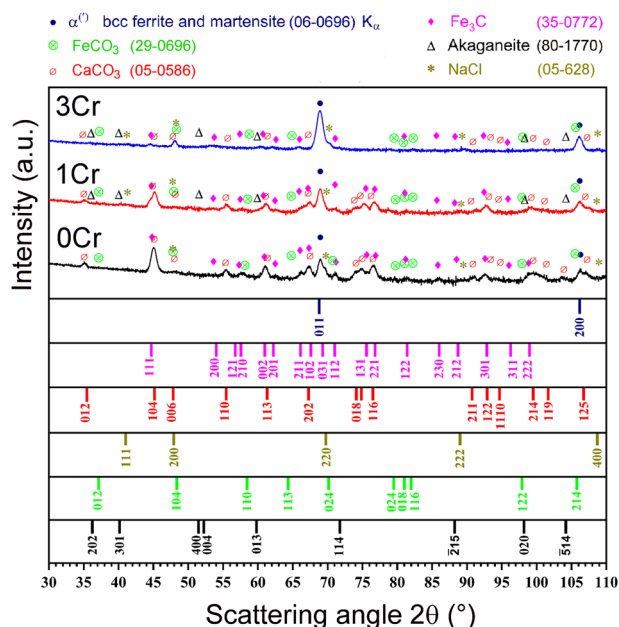 α(') bcc ferrite and martensite (06-0696) Kα
Fe3C (35-0772)
FeCO3 (29-0696)
Akaganeite (80-1770)
CaCO3 (05-0586)
NaCl (05-628)
3Cr
1Cr
0Cr
Intensity (a.u.)
011 200
111 200 121 210 002 201 211 102 031 112 131 221 122 230 212 301 311 222
012 104 006 110 113 202 018 116 211 122 1110 214 119 125
111 200 220 222 400
012 104 110 113 024 024 018 116 122 214
202 301 400 004 013 114 2̅15 020 5̅14
30 35 40 45 50 55 60 65 70 75 80 85 90 95 100 105 110
Scattering angle 2θ (°)